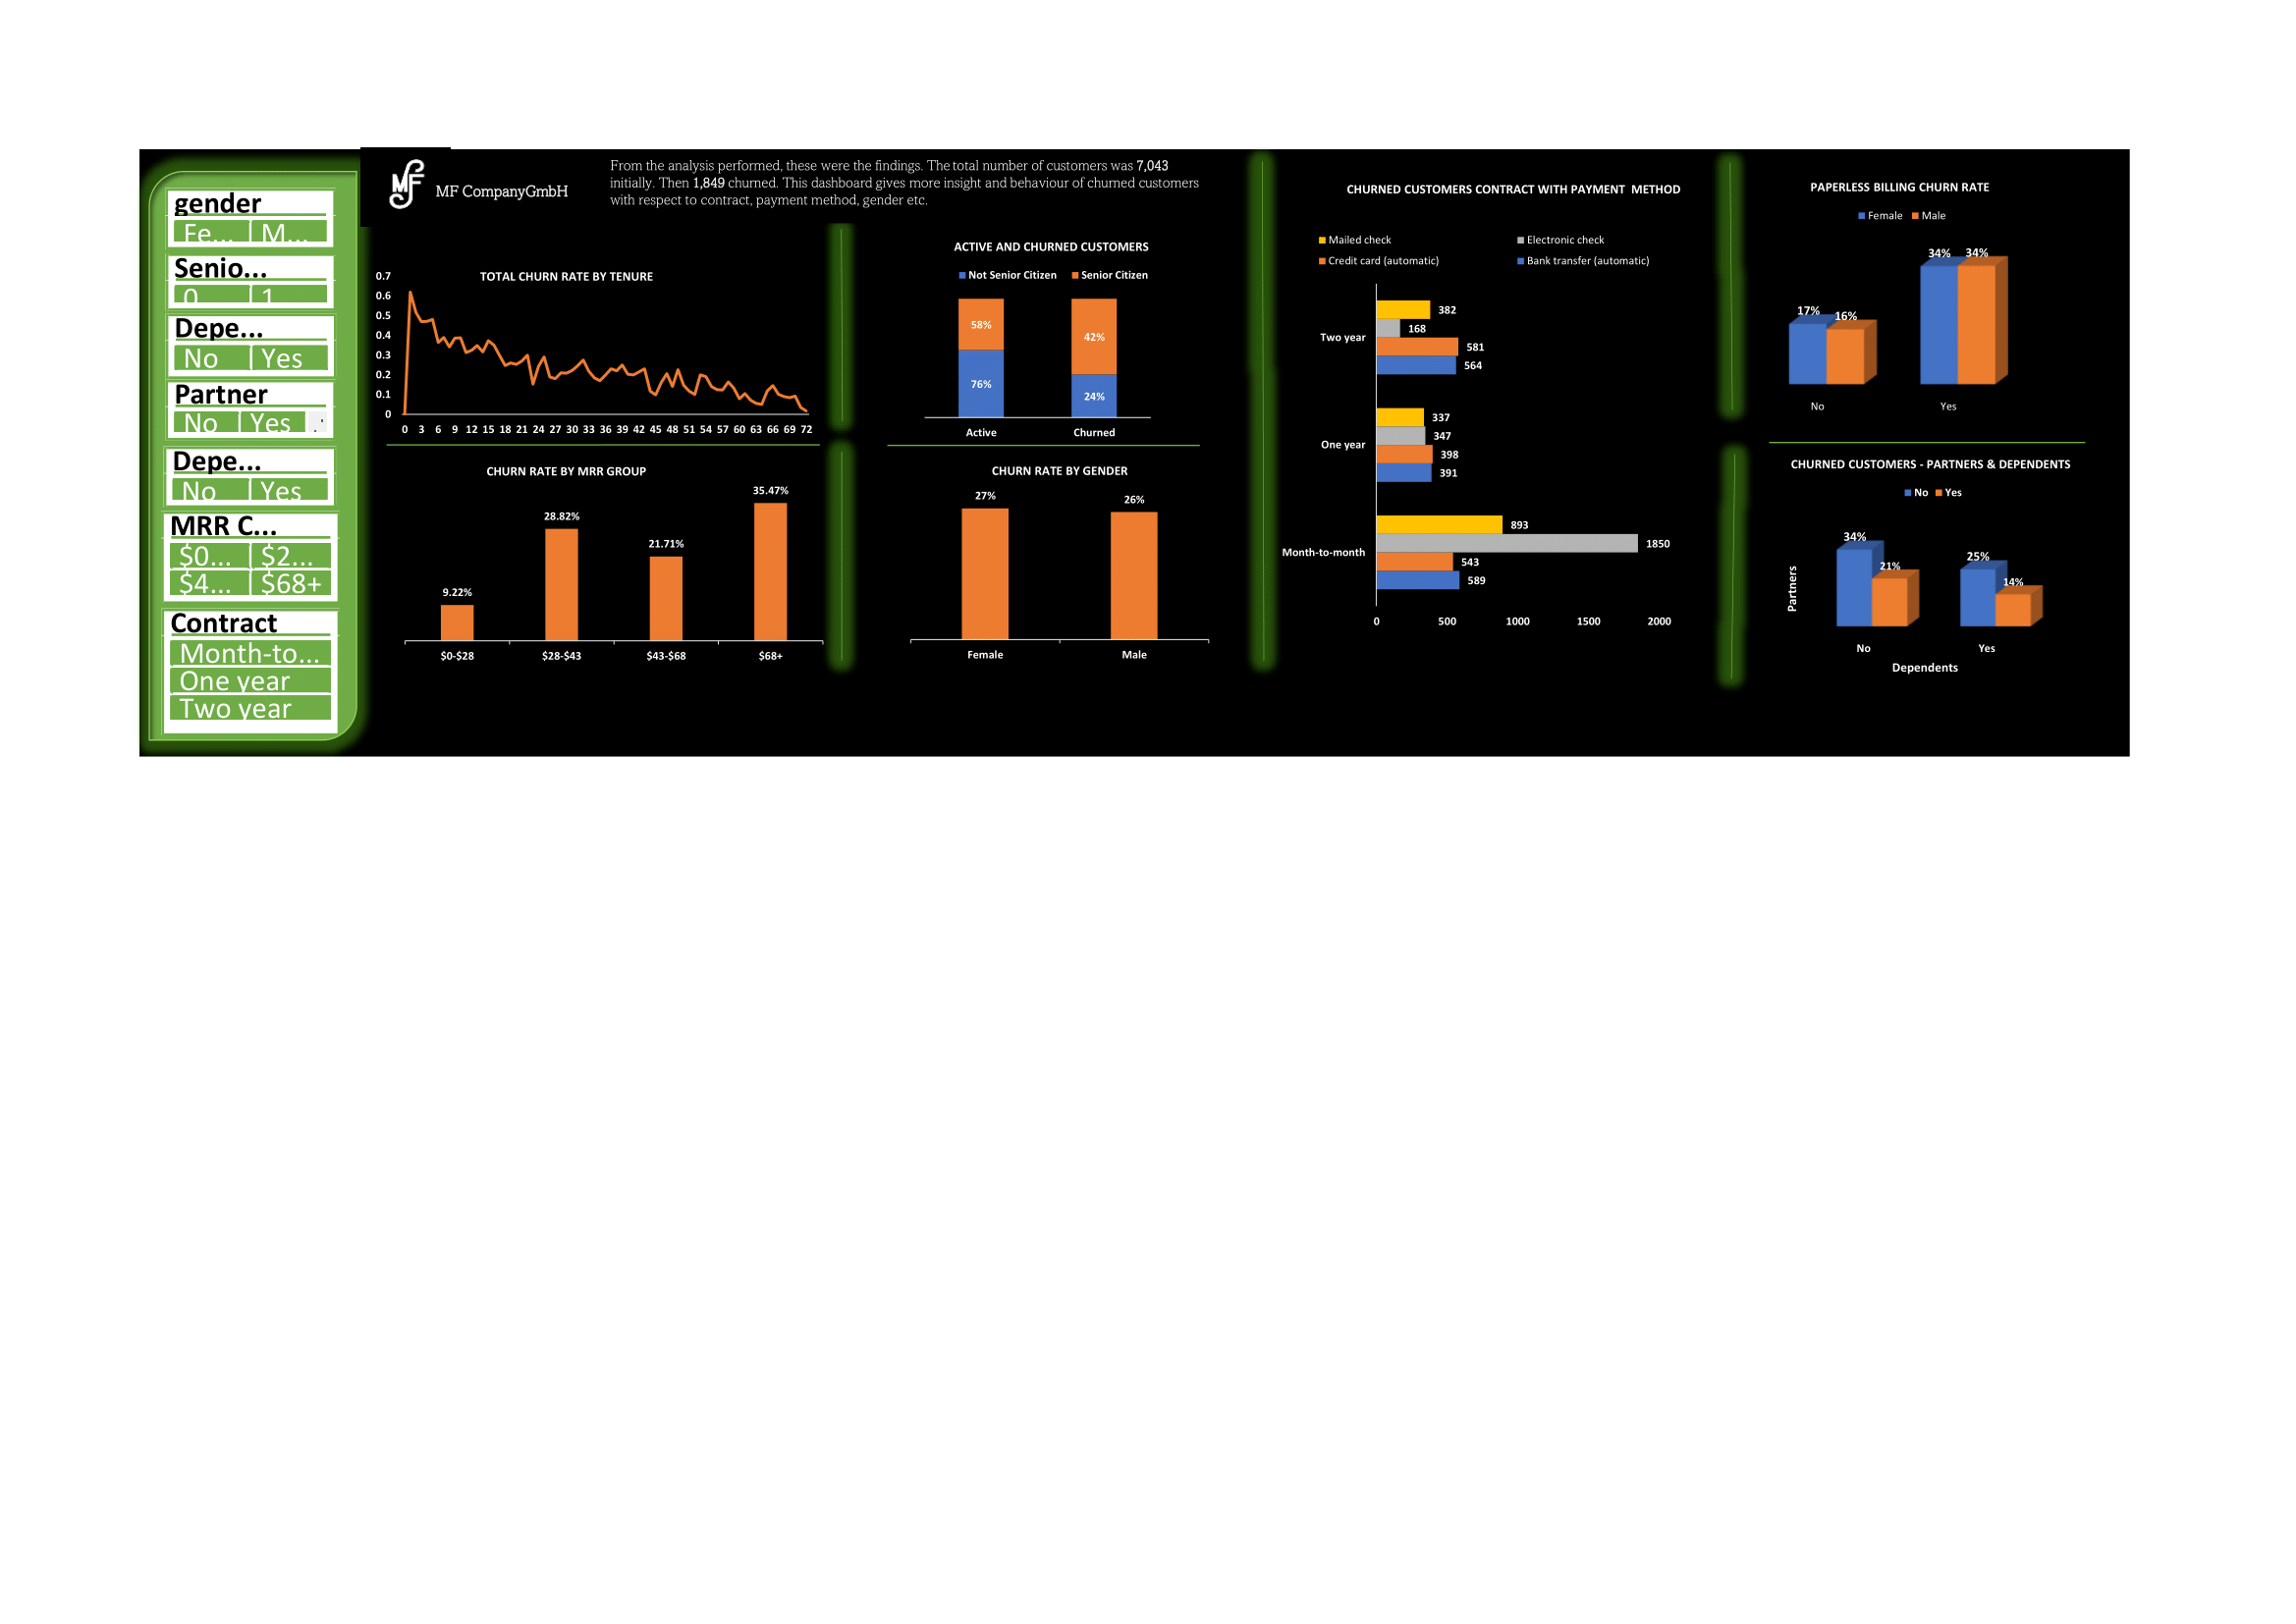 gender
Fe...
M...
Senio...
0
1
Depe...
No
Yes
Partner
No
Yes
Depe...
No
Yes
MRR C...
$0...
$2...
$4...
$68+
Contract
Month-to...
One year
Two year
MF
MF CompanyGmbH
From the analysis performed, these were the findings. The total number of customers was 7,043
initially. Then 1,849 churned. This dashboard gives more insight and behaviour of churned customers
with respect to contract, payment method, gender etc.
TOTAL CHURN RATE BY TENURE
0.7
0.6
0.5
0.4
0.3
0.2
0.1
0
0 3 6 9 12 15 18 21 24 27 30 33 36 39 42 45 48 51 54 57 60 63 66 69 72
CHURN RATE BY MRR GROUP
9.22%
28.82%
21.71%
35.47%
$0-$28
$28-$43
$43-$68
$68+
ACTIVE AND CHURNED CUSTOMERS
Not Senior Citizen
Senior Citizen
58%
42%
76%
24%
Active
Churned
CHURN RATE BY GENDER
27%
26%
Female
Male
CHURNED CUSTOMERS CONTRACT WITH PAYMENT METHOD
Mailed check
Electronic check
Credit card (automatic)
Bank transfer (automatic)
Two year
382
168
581
564
One year
337
347
398
391
Month-to-month
893
1850
543
589
0
500
1000
1500
2000
PAPERLESS BILLING CHURN RATE
Female
Male
17%
16%
34%
34%
No
Yes
CHURNED CUSTOMERS - PARTNERS & DEPENDENTS
No
Yes
34%
21%
25%
14%
Partners
No
Yes
Dependents